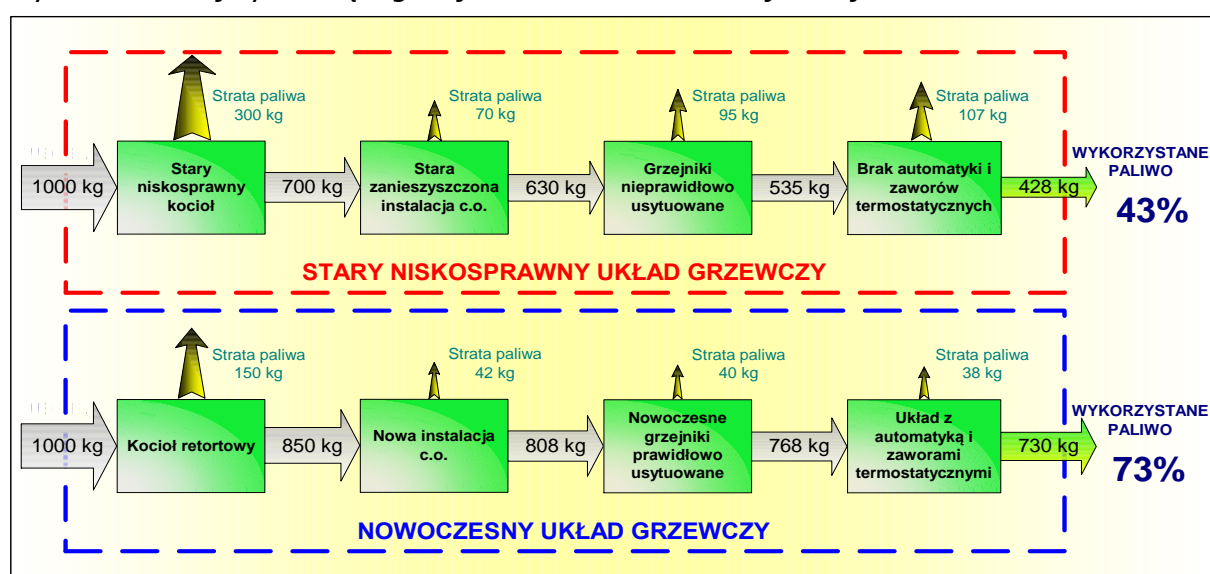 Strata paliwa
300 kg
Strata paliwa
70 kg
Strata paliwa
95 kg
Strata paliwa
107 kg
1000 kg
Stary
niskosprawny
kocioł
700 kg
Stara
zanieszyszczona
instalacja c.o.
630 kg
Grzejniki
nieprawidłowo
usytuowane
535 kg
Brak automatyki i
zaworów
termostatycznych
428 kg
WYKORZYSTANE
PALIWO
43%
STARY NISKOSPRAWNY UKŁAD GRZEWCZY
Strata paliwa
150 kg
Strata paliwa
42 kg
Strata paliwa
40 kg
Strata paliwa
38 kg
1000 kg
Kocioł retortowy
850 kg
Nowa instalacja
c.o.
808 kg
Nowoczesne
grzejniki
prawidłowo
usytuowane
768 kg
Układ z
automatyką i
zaworami
termostatycznymi
730 kg
WYKORZYSTANE
PALIWO
73%
NOWOCZESNY UKŁAD GRZEWCZY